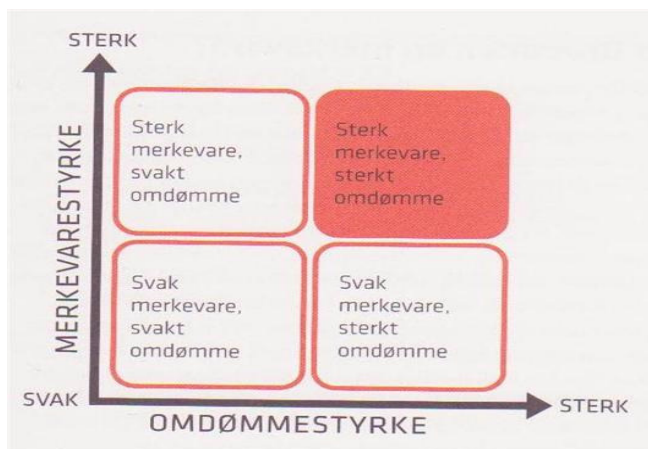 STERK
MERKEVARESTYRKE
Sterk
merkevare,
svakt
omdømme
Sterk
merkevare,
sterkt
omdømme
Svak
merkevare,
svakt
omdømme
Svak
merkevare,
sterkt
omdømme
SVAK
STERK
OMDØMMESTYRKE